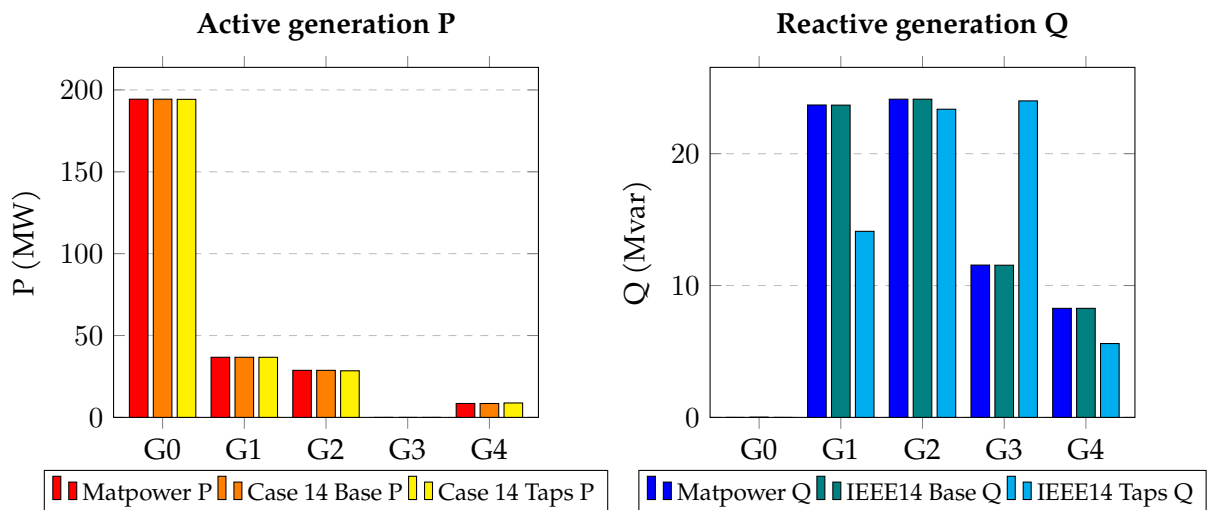 Active generation P
P (MW)
200
150
100
50
0
G0 G1 G2 G3 G4
Matpower P Case 14 Base P Case 14 Taps P
Reactive generation Q
Q (Mvar)
20
10
0
G0 G1 G2 G3 G4
Matpower Q IEEE14 Base Q IEEE14 Taps Q